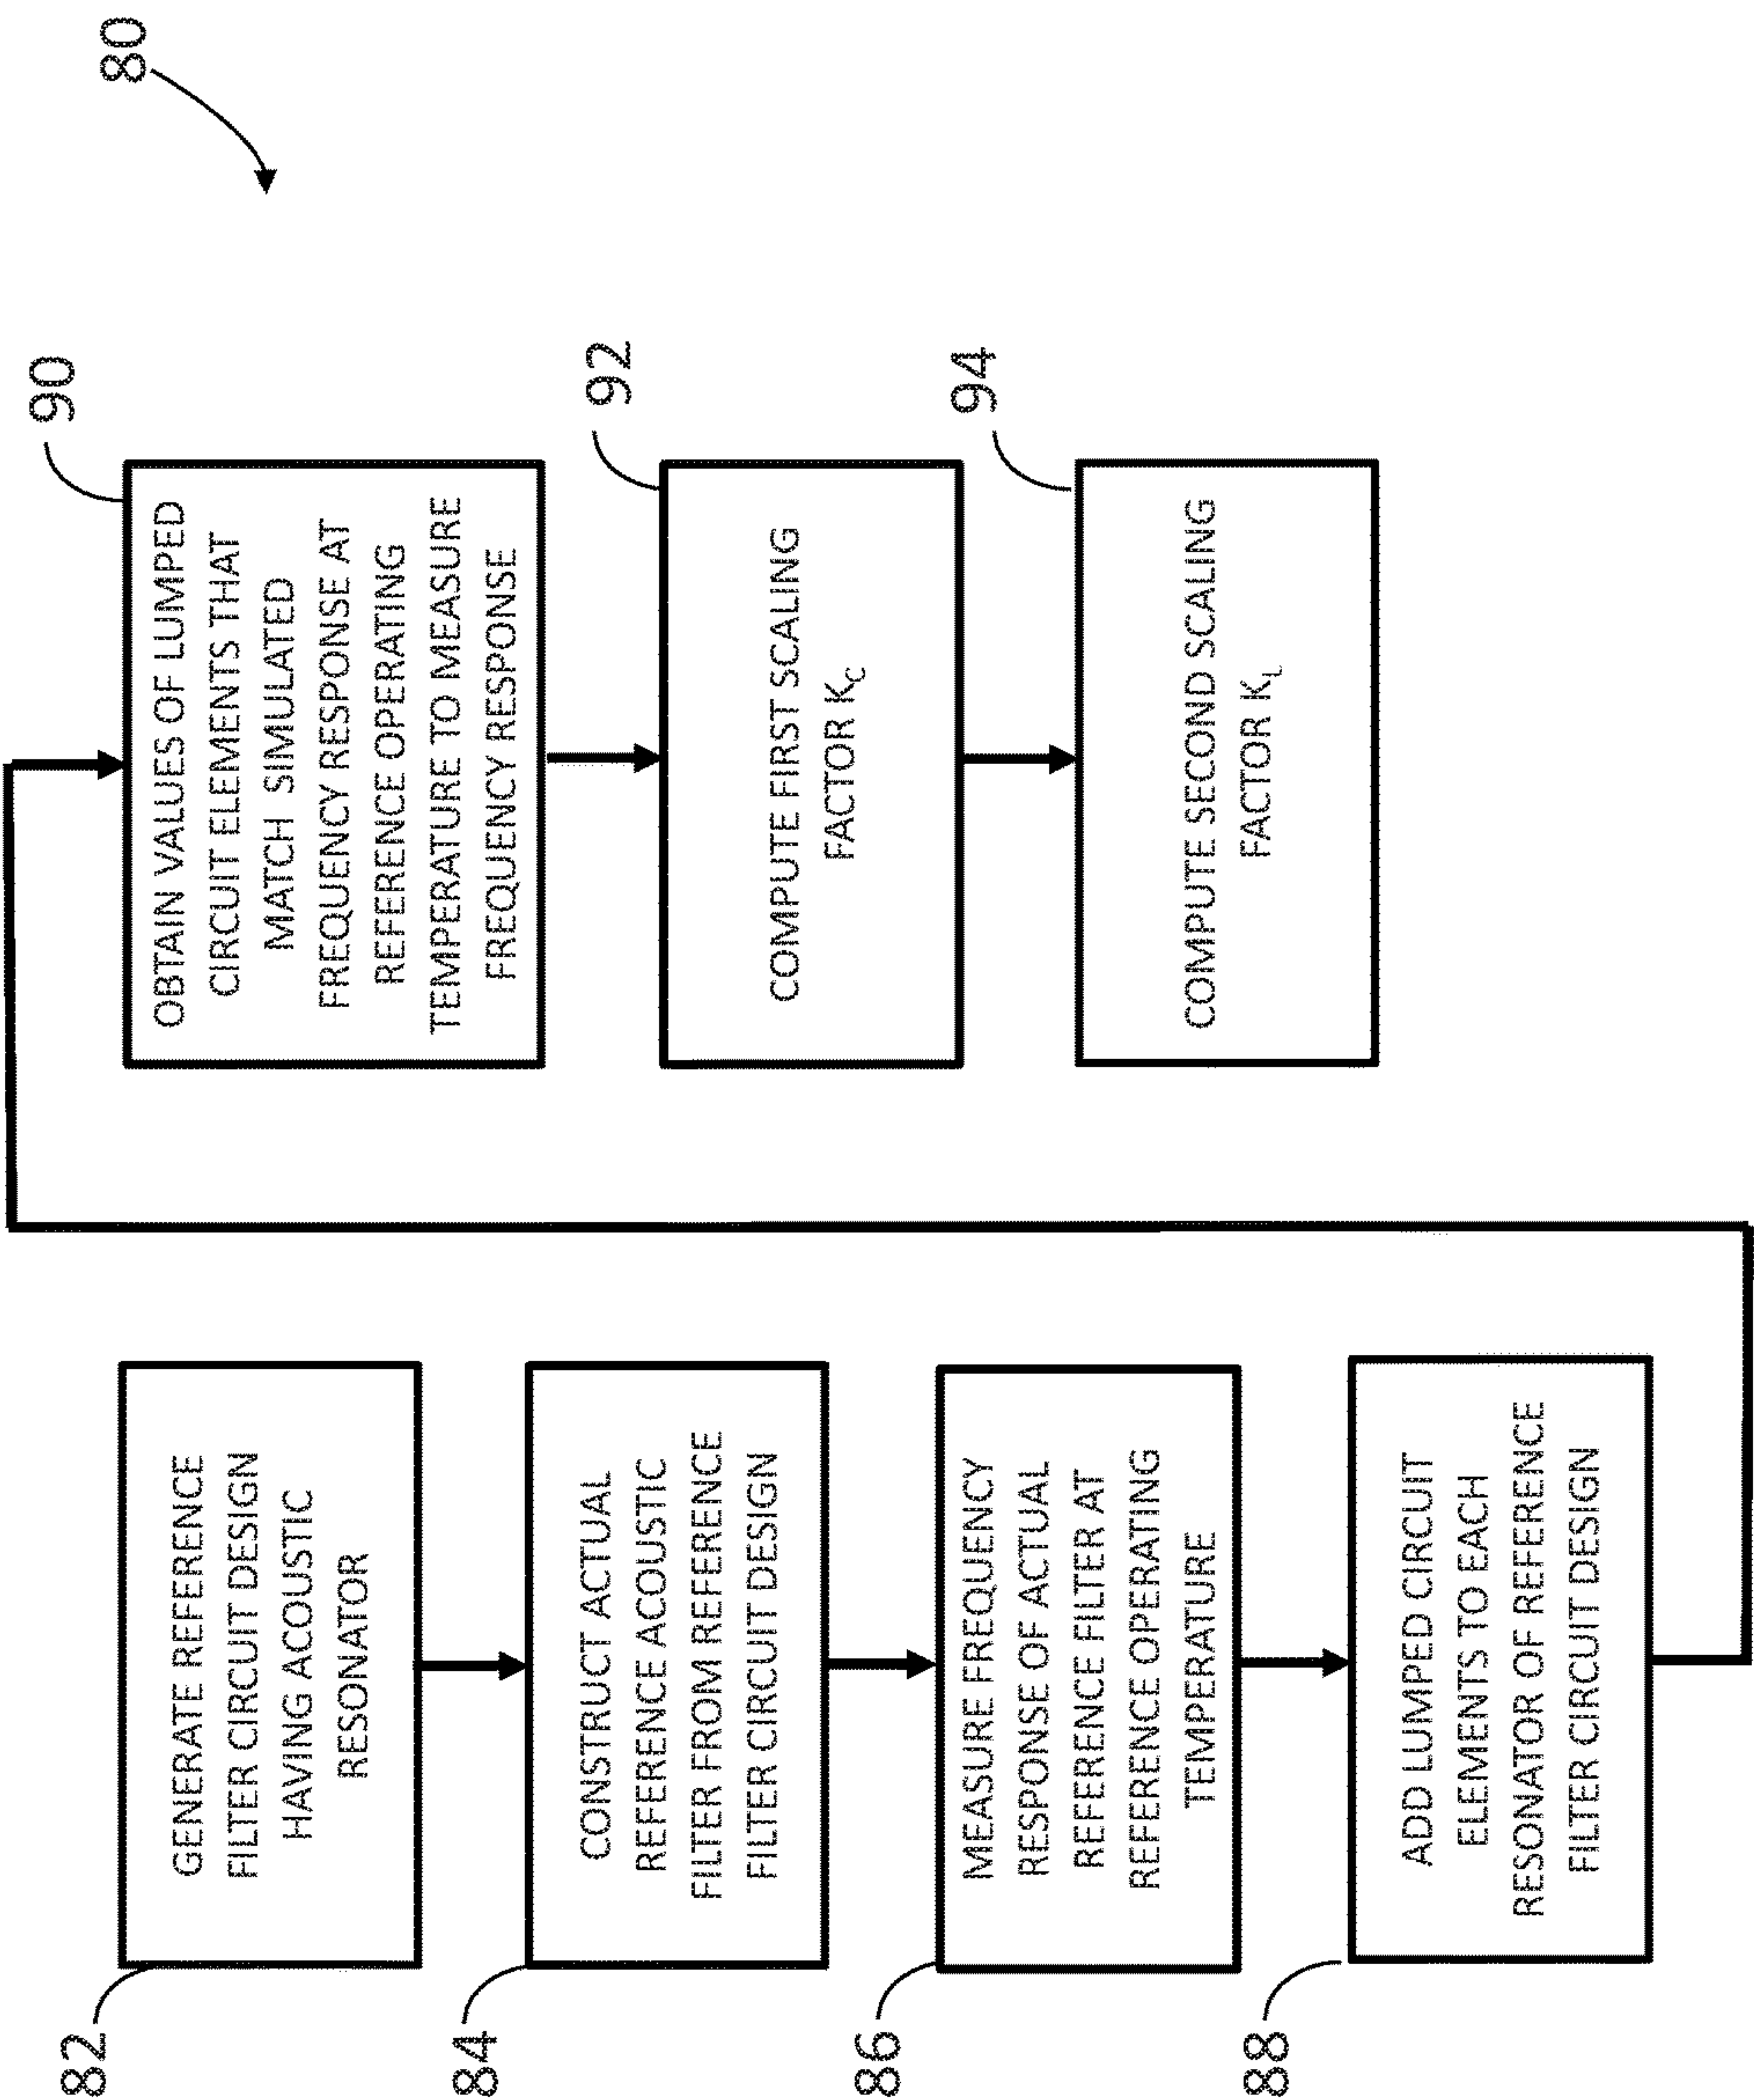 80
82
GENERATE REFERENCE
FILTER CIRCUIT DESIGN
HAVING ACOUSTIC
RESONATOR
84
CONSTRUCT ACTUAL
REFERENCE ACOUSTIC
FILTER FROM REFERENCE
FILTER CIRCUIT DESIGN
86
MEASURE FREQUENCY
RESPONSE OF ACTUAL
REFERENCE FILTER AT
REFERENCE OPERATING
TEMPERATURE
88
ADD LUMPED CIRCUIT
ELEMENTS TO EACH
RESONATOR OF REFERENCE
FILTER CIRCUIT DESIGN
90
OBTAIN VALUES OF LUMPED
CIRCUIT ELEMENTS THAT
MATCH SIMULATED
FREQUENCY RESPONSE AT
REFERENCE OPERATING
TEMPERATURE TO MEASURE
FREQUENCY RESPONSE
92
COMPUTE FIRST SCALING
FACTOR K_C
94
COMPUTE SECOND SCALING
FACTOR K_L